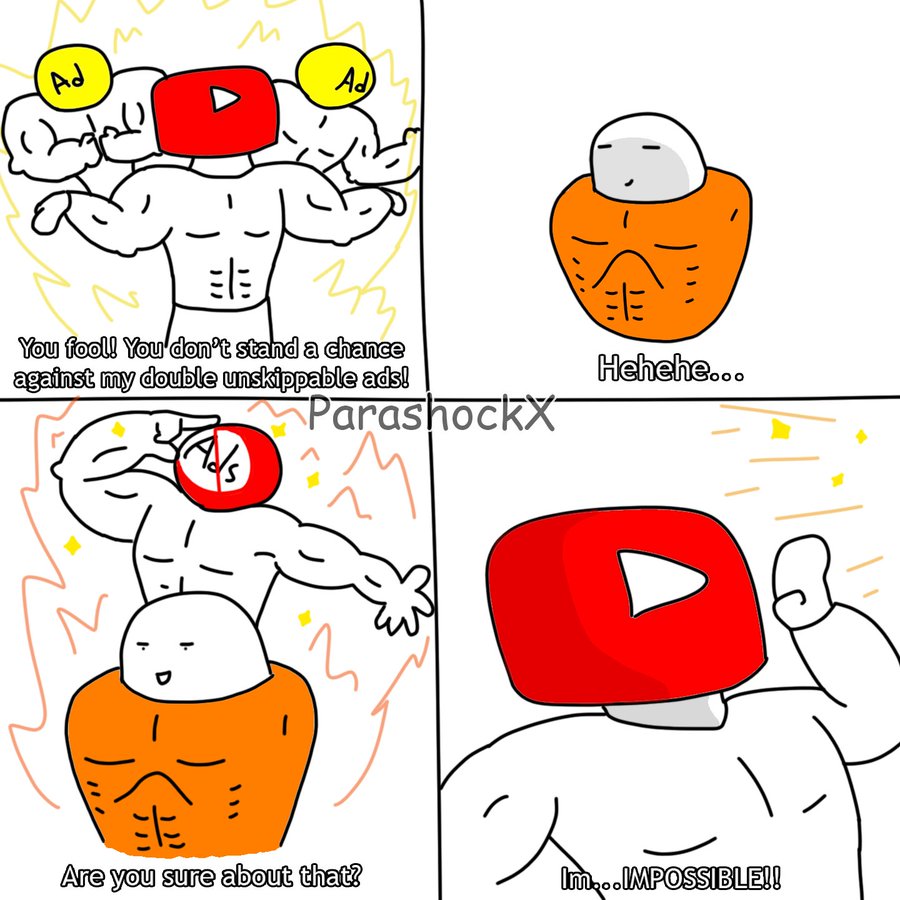 Ad
Ad
You fool! You don't stand a chance
against my double unskippable ads!
Hehehe...
ParashockX
Ads
Are you sure about that?
Im...IMPOSSIBLE!!